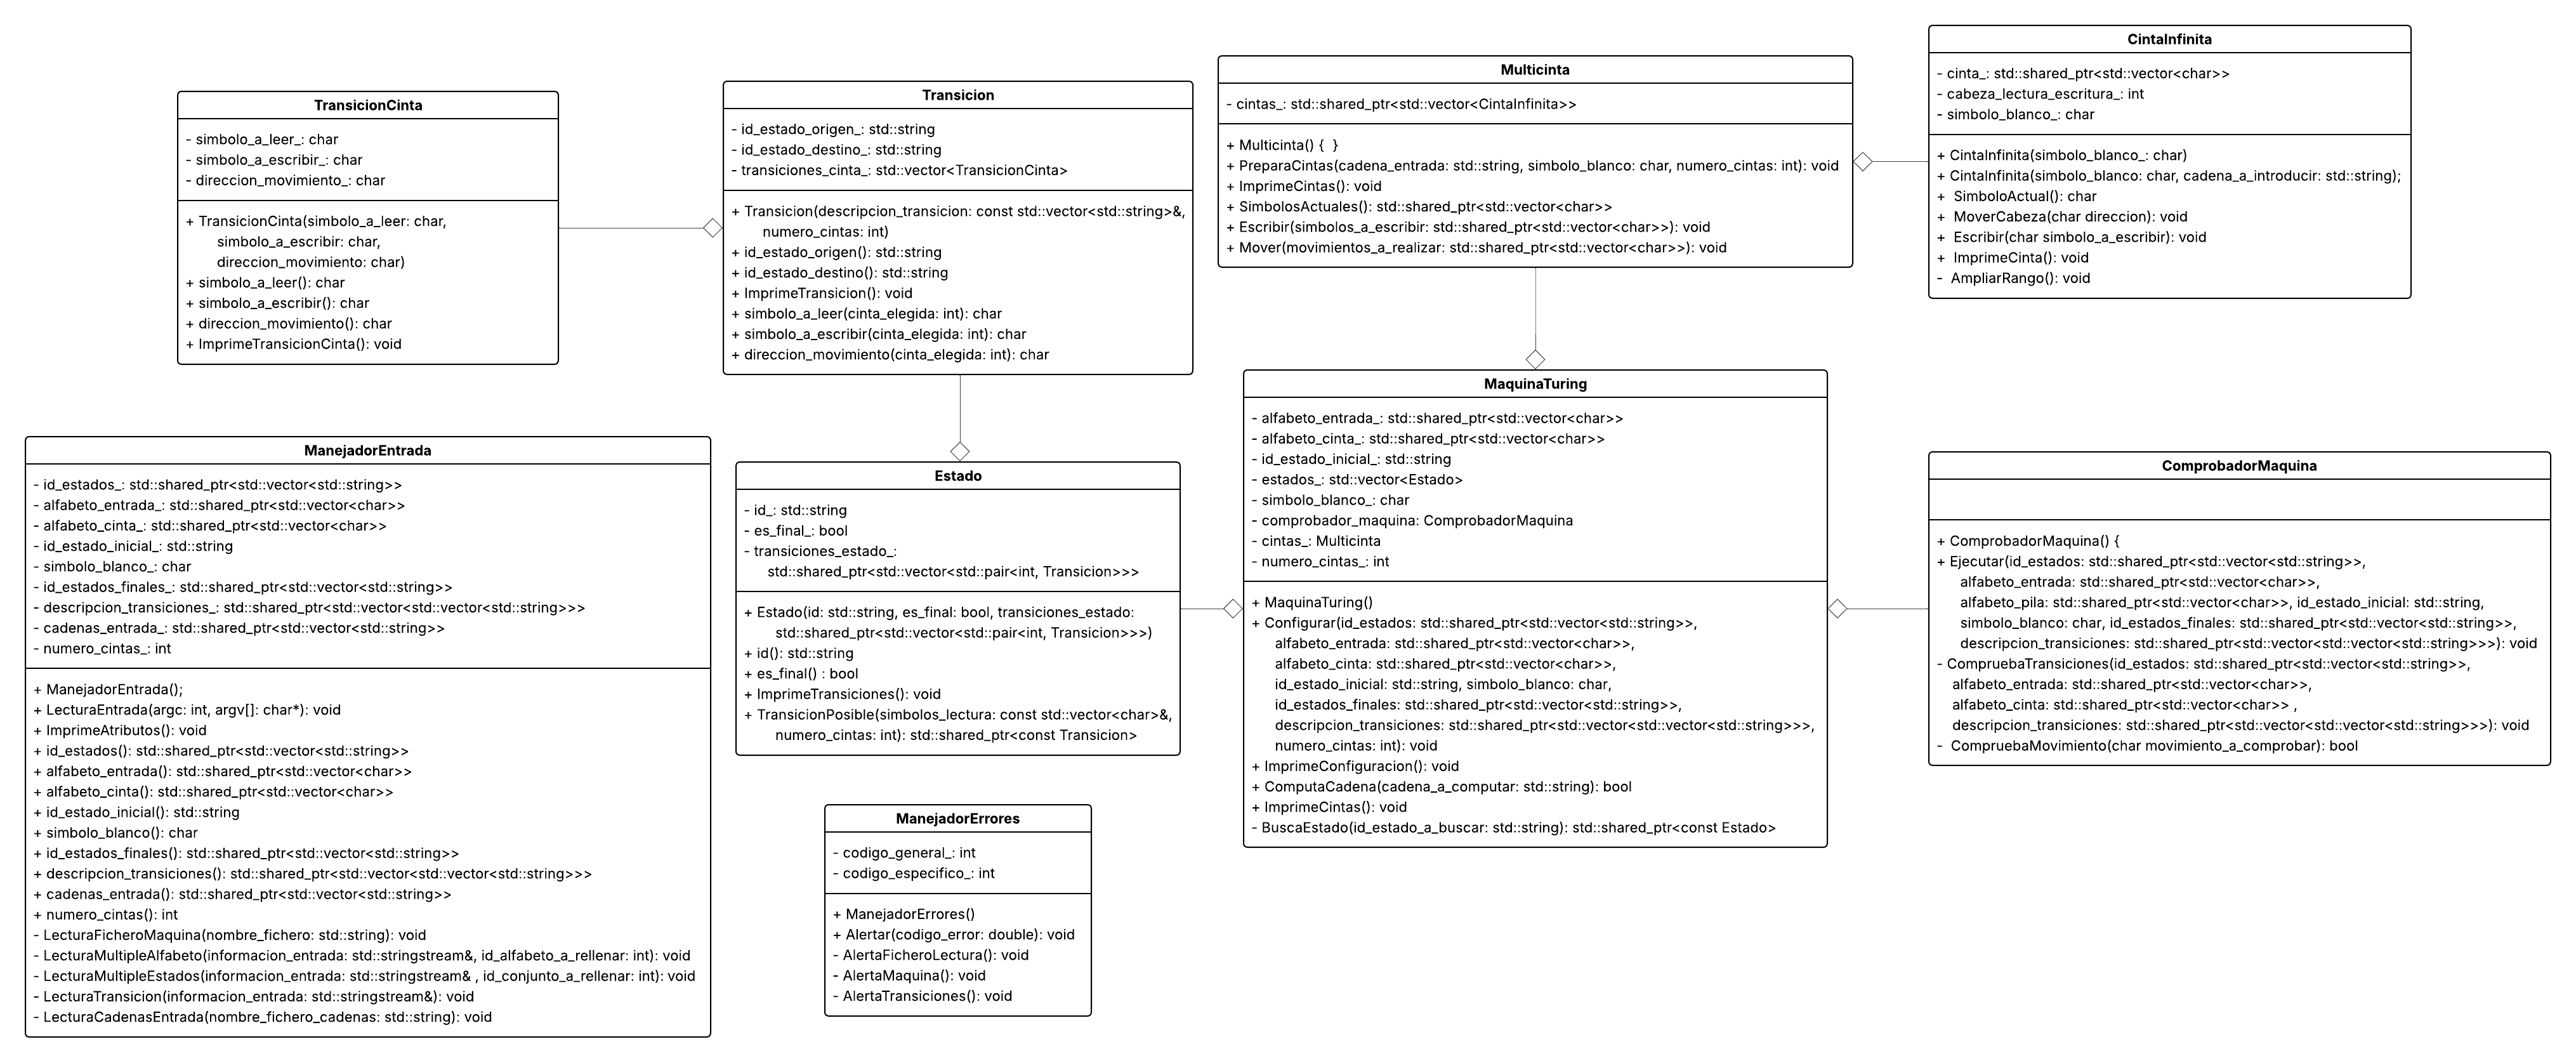 TransicionCinta
- simbolo_a_leer_: char
- simbolo_a_escribir_: char
- direccion_movimiento_: char
+ TransicionCinta(simbolo_a_leer: char,
simbolo_a_escribir: char,
direccion_movimiento: char)
+ simbolo_a_leer(): char
+ simbolo_a_escribir(): char
+ direccion_movimiento(): char
+ ImprimeTransicionCinta(): void
Transicion
- id_estado_origen_: std::string
- id_estado_destino_: std::string
- transiciones_cinta_: std::vector<TransicionCinta>
+ Transicion(descripcion_transicion: const std::vector<std::string>&,
numero_cintas: int)
+ id_estado_origen(): std::string
+ id_estado_destino(): std::string
+ ImprimeTransicion(): void
+ simbolo_a_leer(cinta_elegida: int): char
+ simbolo_a_escribir(cinta_elegida: int): char
+ direccion_movimiento(cinta_elegida: int): char
Multicinta
- cintas_: std::shared_ptr<std::vector<CintaInfinita>>
+ Multicinta() {  }
+ PreparaCintas(cadena_entrada: std::string, simbolo_blanco: char, numero_cintas: int): void
+ ImprimeCintas(): void
+ SimbolosActuales(): std::shared_ptr<std::vector<char>>
+ Escribir(simbolos_a_escribir: std::shared_ptr<std::vector<char>>): void
+ Mover(movimientos_a_realizar: std::shared_ptr<std::vector<char>>): void
CintaInfinita
- cinta_: std::shared_ptr<std::vector<char>>
- cabeza_lectura_escritura_: int
- simbolo_blanco_: char
+ CintaInfinita(simbolo_blanco_: char)
+ CintaInfinita(simbolo_blanco: char, cadena_a_introducir: std::string);
+ SimboloActual(): char
+ MoverCabeza(char direccion): void
+ Escribir(char simbolo_a_escribir): void
+ ImprimeCinta(): void
- AmpliarRango(): void
ManejadorEntrada
- id_estados_: std::shared_ptr<std::vector<std::string>>
- alfabeto_entrada_: std::shared_ptr<std::vector<char>>
- alfabeto_cinta_: std::shared_ptr<std::vector<char>>
- id_estado_inicial_: std::string
- simbolo_blanco_: char
- id_estados_finales_: std::shared_ptr<std::vector<std::string>>
- descripcion_transiciones_: std::shared_ptr<std::vector<std::vector<std::string>>>
- cadenas_entrada_: std::shared_ptr<std::vector<std::string>>
- numero_cintas_: int
+ ManejadorEntrada();
+ LecturaEntrada(argc: int, argv[]: char*): void
+ ImprimeAtributos(): void
+ id_estados(): std::shared_ptr<std::vector<std::string>>
+ alfabeto_entrada(): std::shared_ptr<std::vector<char>>
+ alfabeto_cinta(): std::shared_ptr<std::vector<char>>
+ id_estado_inicial(): std::string
+ simbolo_blanco(): char
+ id_estados_finales(): std::shared_ptr<std::vector<std::string>>
+ descripcion_transiciones(): std::shared_ptr<std::vector<std::vector<std::string>>>
+ cadenas_entrada(): std::shared_ptr<std::vector<std::string>>
+ numero_cintas(): int
- LecturaFicheroMaquina(nombre_fichero: std::string): void
- LecturaMultipleAlfabeto(informacion_entrada: std::stringstream&, id_alfabeto_a_rellenar: int): void
- LecturaMultipleEstados(informacion_entrada: std::stringstream& , id_conjunto_a_rellenar: int): void
- LecturaTransicion(informacion_entrada: std::stringstream&): void
- LecturaCadenasEntrada(nombre_fichero_cadenas: std::string): void
Estado
- id_: std::string
- es_final_: bool
- transiciones_estado_:
std::shared_ptr<std::vector<std::pair<int, Transicion>>>
+ Estado(id: std::string, es_final: bool, transiciones_estado:
std::shared_ptr<std::vector<std::pair<int, Transicion>>>)
+ id(): std::string
+ es_final() : bool
+ ImprimeTransiciones(): void
+ TransicionPosible(simbolos_lectura: const std::vector<char>&,
numero_cintas: int): std::shared_ptr<const Transicion>
ManejadorErrores
- codigo_general_: int
- codigo_especifico_: int
+ ManejadorErrores()
+ Alertar(codigo_error: double): void
- AlertaFicheroLectura(): void
- AlertaMaquina(): void
- AlertaTransiciones(): void
MaquinaTuring
- alfabeto_entrada_: std::shared_ptr<std::vector<char>>
- alfabeto_cinta_: std::shared_ptr<std::vector<char>>
- id_estado_inicial_: std::string
- estados_: std::vector<Estado>
- simbolo_blanco_: char
- comprobador_maquina: ComprobadorMaquina
- cintas_: Multicinta
- numero_cintas_: int
+ MaquinaTuring()
+ Configurar(id_estados: std::shared_ptr<std::vector<std::string>>,
alfabeto_entrada: std::shared_ptr<std::vector<char>>,
alfabeto_cinta: std::shared_ptr<std::vector<char>>,
id_estado_inicial: std::string, simbolo_blanco: char,
id_estados_finales: std::shared_ptr<std::vector<std::string>>,
descripcion_transiciones: std::shared_ptr<std::vector<std::vector<std::string>>>,
numero_cintas: int): void
+ ImprimeConfiguracion(): void
+ ComputaCadena(cadena_a_computar: std::string): bool
+ ImprimeCintas(): void
- BuscaEstado(id_estado_a_buscar: std::string): std::shared_ptr<const Estado>
ComprobadorMaquina
+ ComprobadorMaquina() {
+ Ejecutar(id_estados: std::shared_ptr<std::vector<std::string>>,
alfabeto_entrada: std::shared_ptr<std::vector<char>>,
alfabeto_pila: std::shared_ptr<std::vector<char>>, id_estado_inicial: std::string,
simbolo_blanco: char, id_estados_finales: std::shared_ptr<std::vector<std::string>>,
descripcion_transiciones: std::shared_ptr<std::vector<std::vector<std::string>>>): void
- CompruebaTransiciones(id_estados: std::shared_ptr<std::vector<std::string>>,
alfabeto_entrada: std::shared_ptr<std::vector<char>>,
alfabeto_cinta: std::shared_ptr<std::vector<char>> ,
descripcion_transiciones: std::shared_ptr<std::vector<std::vector<std::string>>>): void
- CompruebaMovimiento(char movimiento_a_comprobar): bool